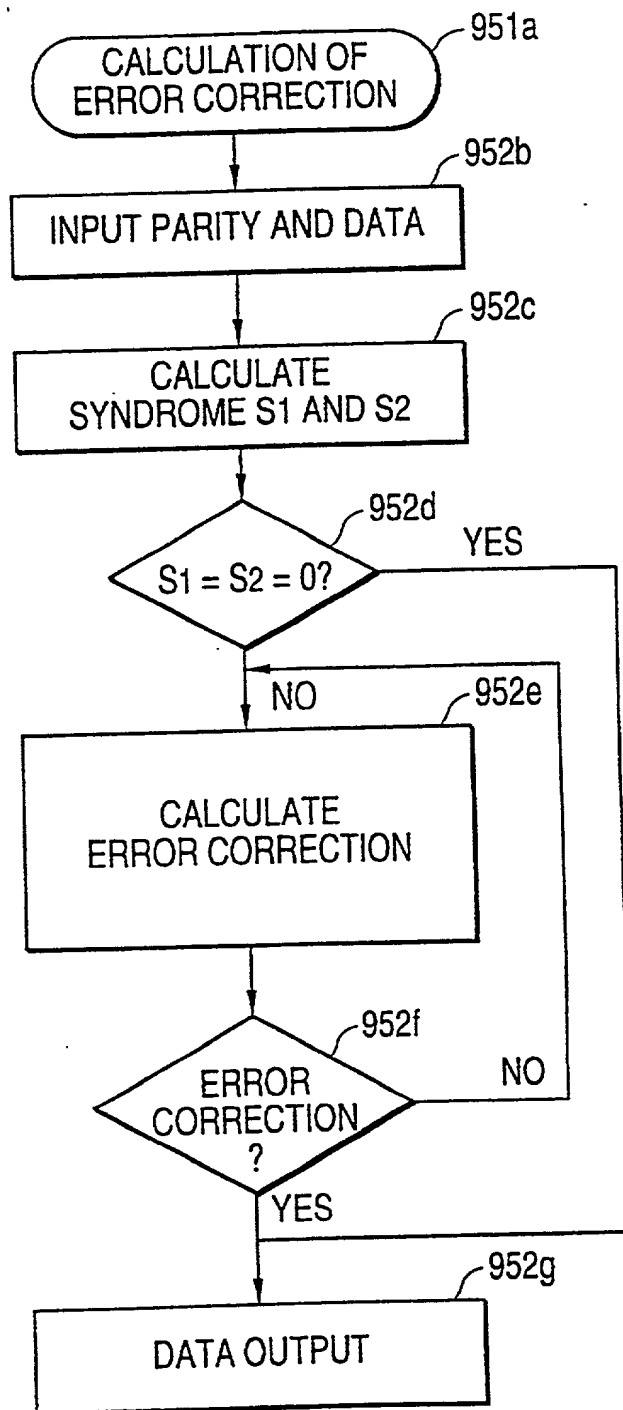 951a
CALCULATION OF
ERROR CORRECTION
952b
INPUT PARITY AND DATA
952c
CALCULATE
SYNDROME S1 AND S2
952d
S1 = S2 = 0?
YES
NO
952e
CALCULATE
ERROR CORRECTION
952f
ERROR
CORRECTION
?
NO
YES
952g
DATA OUTPUT